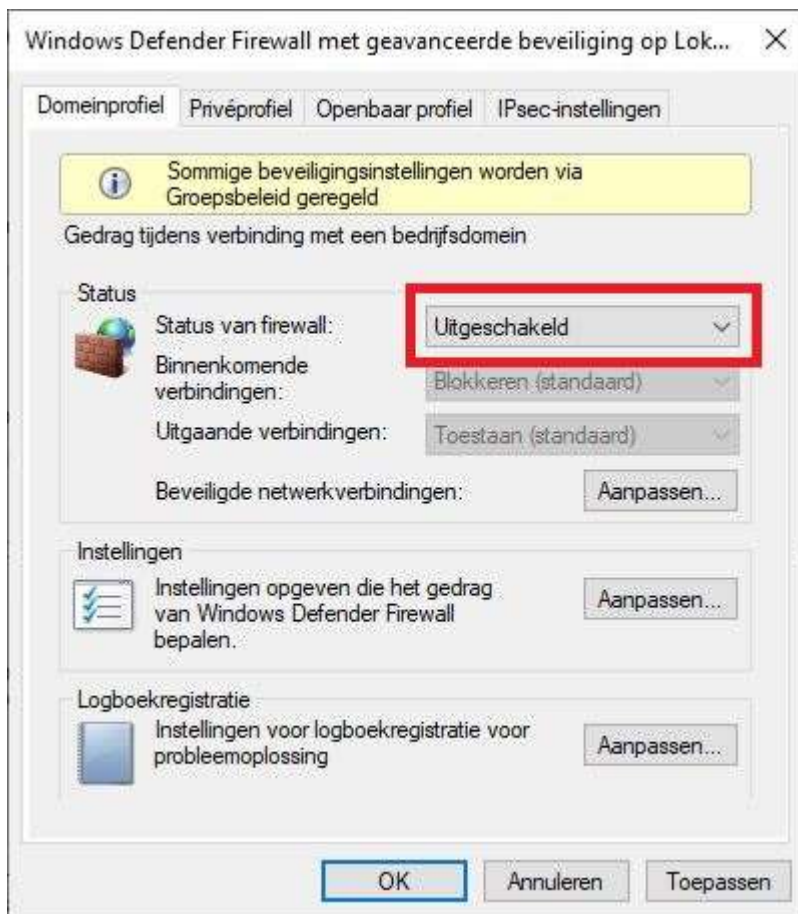 Windows Defender Firewall met geavanceerde beveiliging op Lok...
Domeinprofiel
Privéprofiel
Openbaar profiel
IPsec-instellingen
Sommige beveiligingsinstellingen worden via
Groepsbeleid geregeld
Gedrag tijdens verbinding met een bedrijfsdomein
Status
Status van firewall:
Uitgeschakeld
Binnenkomende
verbindingen:
Blokkeren (standaard)
Uitgaande verbindingen:
Toestaan (standaard)
Beveiligde netwerkverbindingen:
Aanpassen...
Instellingen
Instellingen opgeven die het gedrag
van Windows Defender Firewall
bepalen.
Aanpassen...
Logboekregistratie
Instellingen voor logboekregistratie voor
probleemoplossing
Aanpassen...
OK
Annuleren
Toepassen